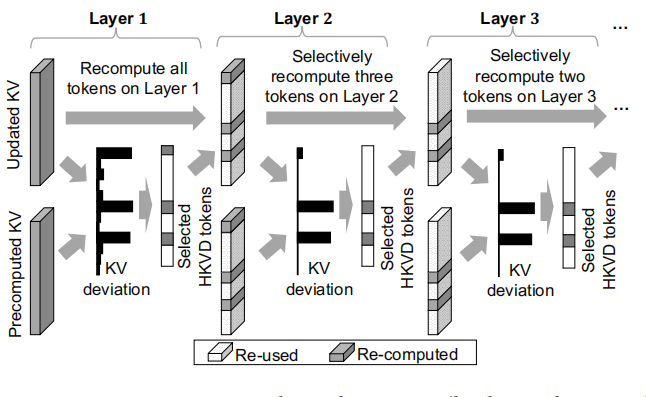 Layer 1
Layer 2
Layer 3
...
Recompute all
tokens on Layer 1
Selectively
recompute three
tokens on Layer 2
Selectively
recompute two
tokens on Layer 3
...
Updated KV
Precomputed KV
KV
deviation
Selected
HKVD tokens
KV
deviation
Selected
HKVD tokens
KV
deviation
Selected
HKVD tokens
Re-used
Re-computed